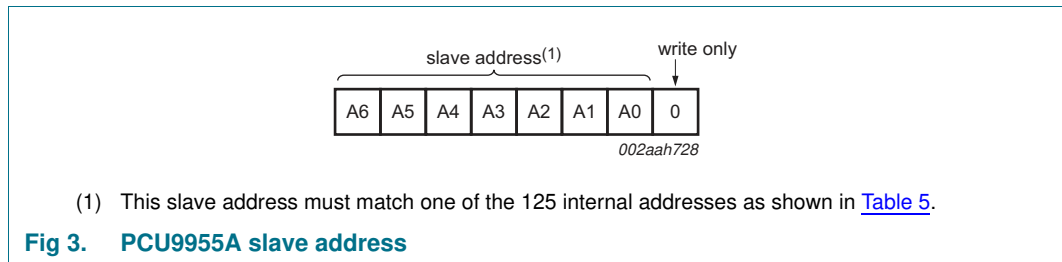 slave address(1)
write only
A6 A5 A4 A3 A2 A1 A0 0
002aah728
(1) This slave address must match one of the 125 internal addresses as shown in Table 5.
Fig 3. PCU9955A slave address